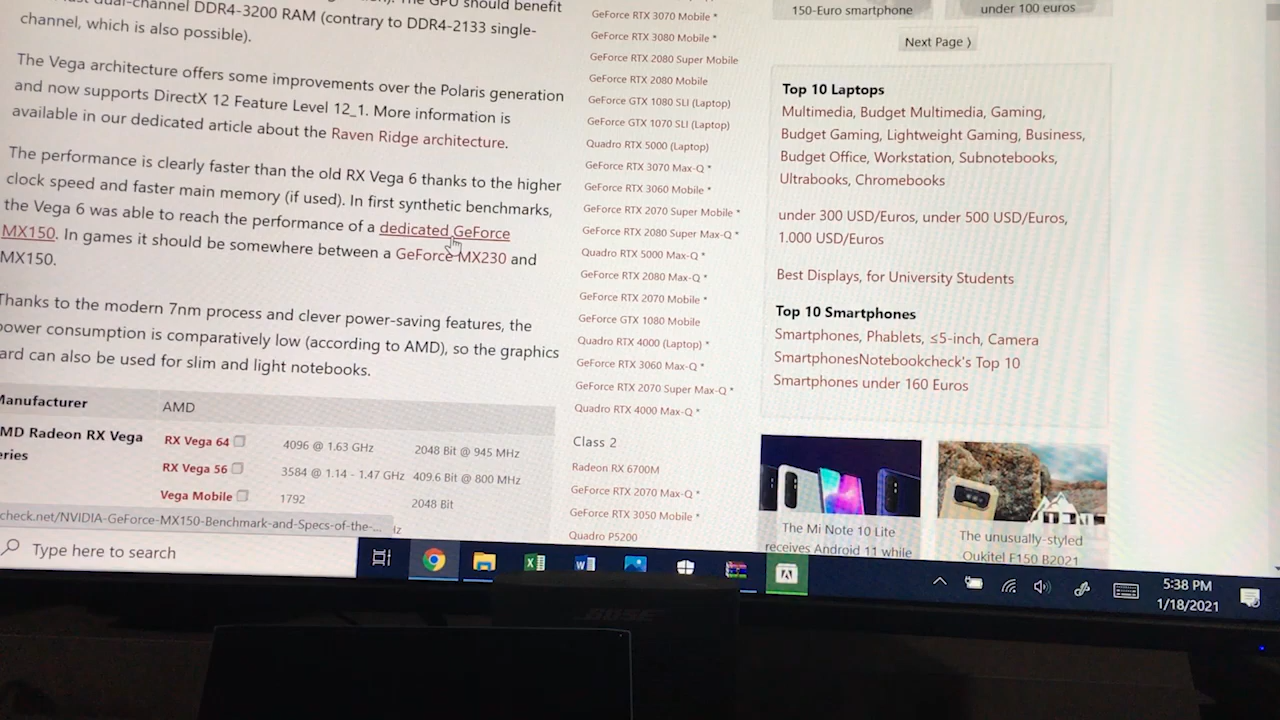 dual-channel DDR4-3200 RAM (contrary to DDR4-2133 single-
channel, which is also possible).
The Vega architecture offers some improvements over the Polaris generation
and now supports DirectX 12 Feature Level 12_1. More information is
available in our dedicated article about the Raven Ridge architecture.
The performance is clearly faster than the old RX Vega 6 thanks to the higher
clock speed and faster main memory (if used). In first synthetic benchmarks,
the Vega 6 was able to reach the performance of a dedicated GeForce
MX150. In games it should be somewhere between a GeForce MX230 and
MX150.
Thanks to the modern 7nm process and clever power-saving features, the
power consumption is comparatively low (according to AMD), so the graphics
ard can also be used for slim and light notebooks.
Manufacturer AMD
MD Radeon RX Vega
eries
RX Vega 64 4096 @ 1.63 GHz 2048 Bit @ 945 MHz
RX Vega 56 3584 @ 1.14 - 1.47 GHz 409.6 Bit @ 800 MHz
Vega Mobile 1792 2048 Bit
check.net/NVIDIA-GeForce-MX150-Benchmark-and-Specs-of-the-...
Hz
GeForce RTX 3070 Mobile *
GeForce RTX 3080 Mobile *
GeForce RTX 2080 Super Mobile
GeForce RTX 2080 Mobile
GeForce GTX 1080 SLI (Laptop)
GeForce GTX 1070 SLI (Laptop)
Quadro RTX 5000 (Laptop)
GeForce RTX 3070 Max-Q *
GeForce RTX 3060 Mobile *
GeForce RTX 2070 Super Mobile *
GeForce RTX 2080 Super Max-Q *
Quadro RTX 5000 Max-Q *
GeForce RTX 2080 Max-Q *
GeForce RTX 2070 Mobile *
GeForce GTX 1080 Mobile
Quadro RTX 4000 (Laptop) *
GeForce RTX 3060 Max-Q *
GeForce RTX 2070 Super Max-Q *
Quadro RTX 4000 Max-Q *
Class 2
Radeon RX 6700M
GeForce RTX 2070 Max-Q *
GeForce RTX 3050 Mobile *
Quadro P5200
150-Euro smartphone
under 100 euros
Next Page ⟩
Top 10 Laptops
Multimedia, Budget Multimedia, Gaming,
Budget Gaming, Lightweight Gaming, Business,
Budget Office, Workstation, Subnotebooks,
Ultrabooks, Chromebooks
under 300 USD/Euros, under 500 USD/Euros,
1.000 USD/Euros
Best Displays, for University Students
Top 10 Smartphones
Smartphones, Phablets, ≤5-inch, Camera
SmartphonesNotebookcheck's Top 10
Smartphones under 160 Euros
The Mi Note 10 Lite
receives Android 11 while
The unusually-styled
Oukitel F150 B2021
Type here to search
5:38 PM
1/18/2021
BOSE